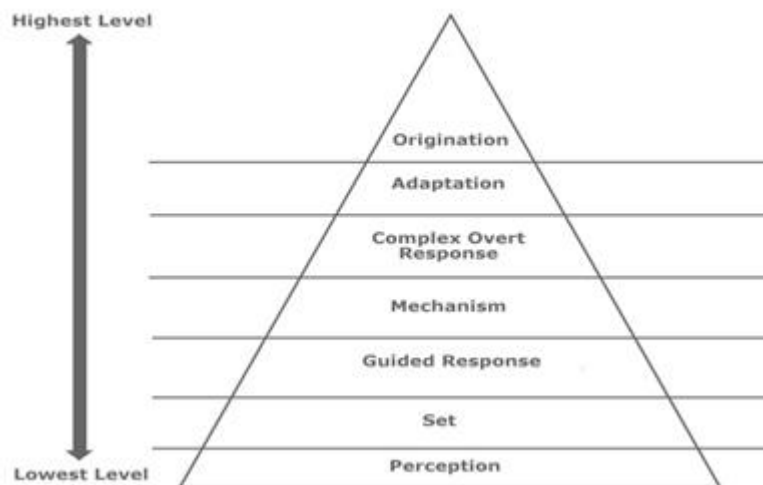 Highest Level
Origination
Adaptation
Complex Overt
Response
Mechanism
Guided Response
Set
Perception
Lowest Level